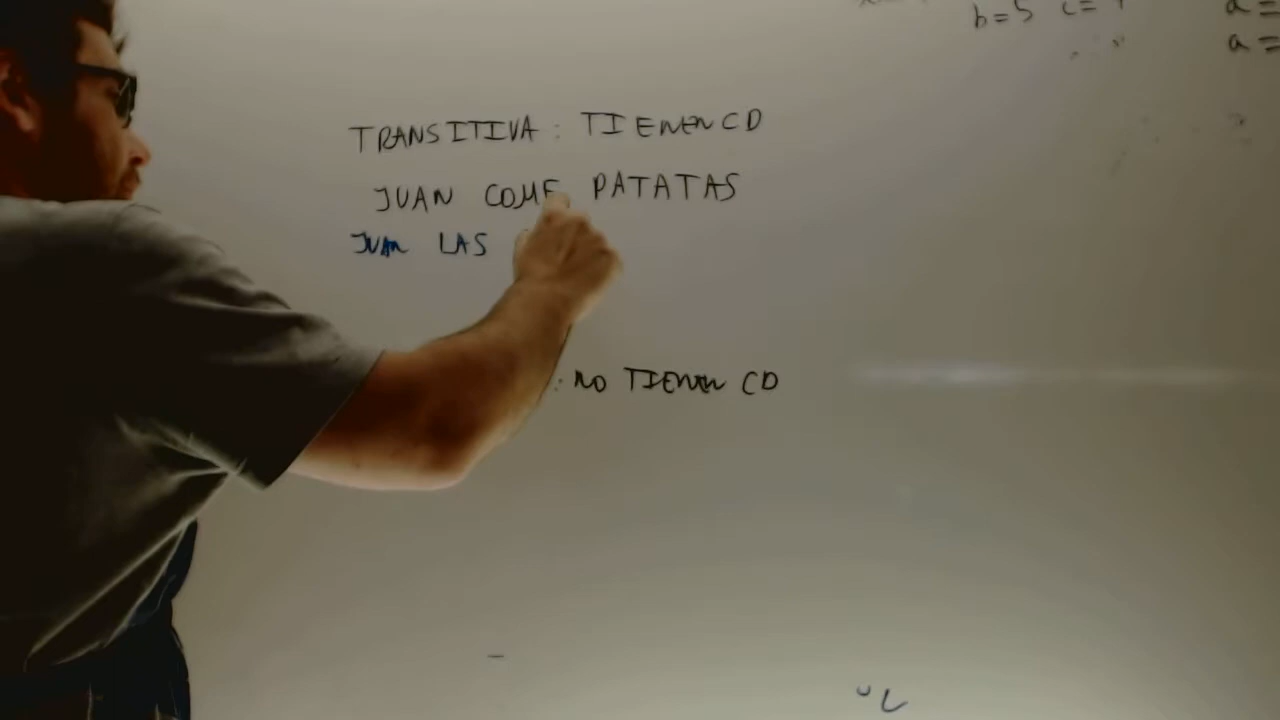 b=5 c=
a=
a=
TRANSITIVA: TIENEN CD
JUAN COME PATATAS
JUAN LAS
: NO TIENEN CD